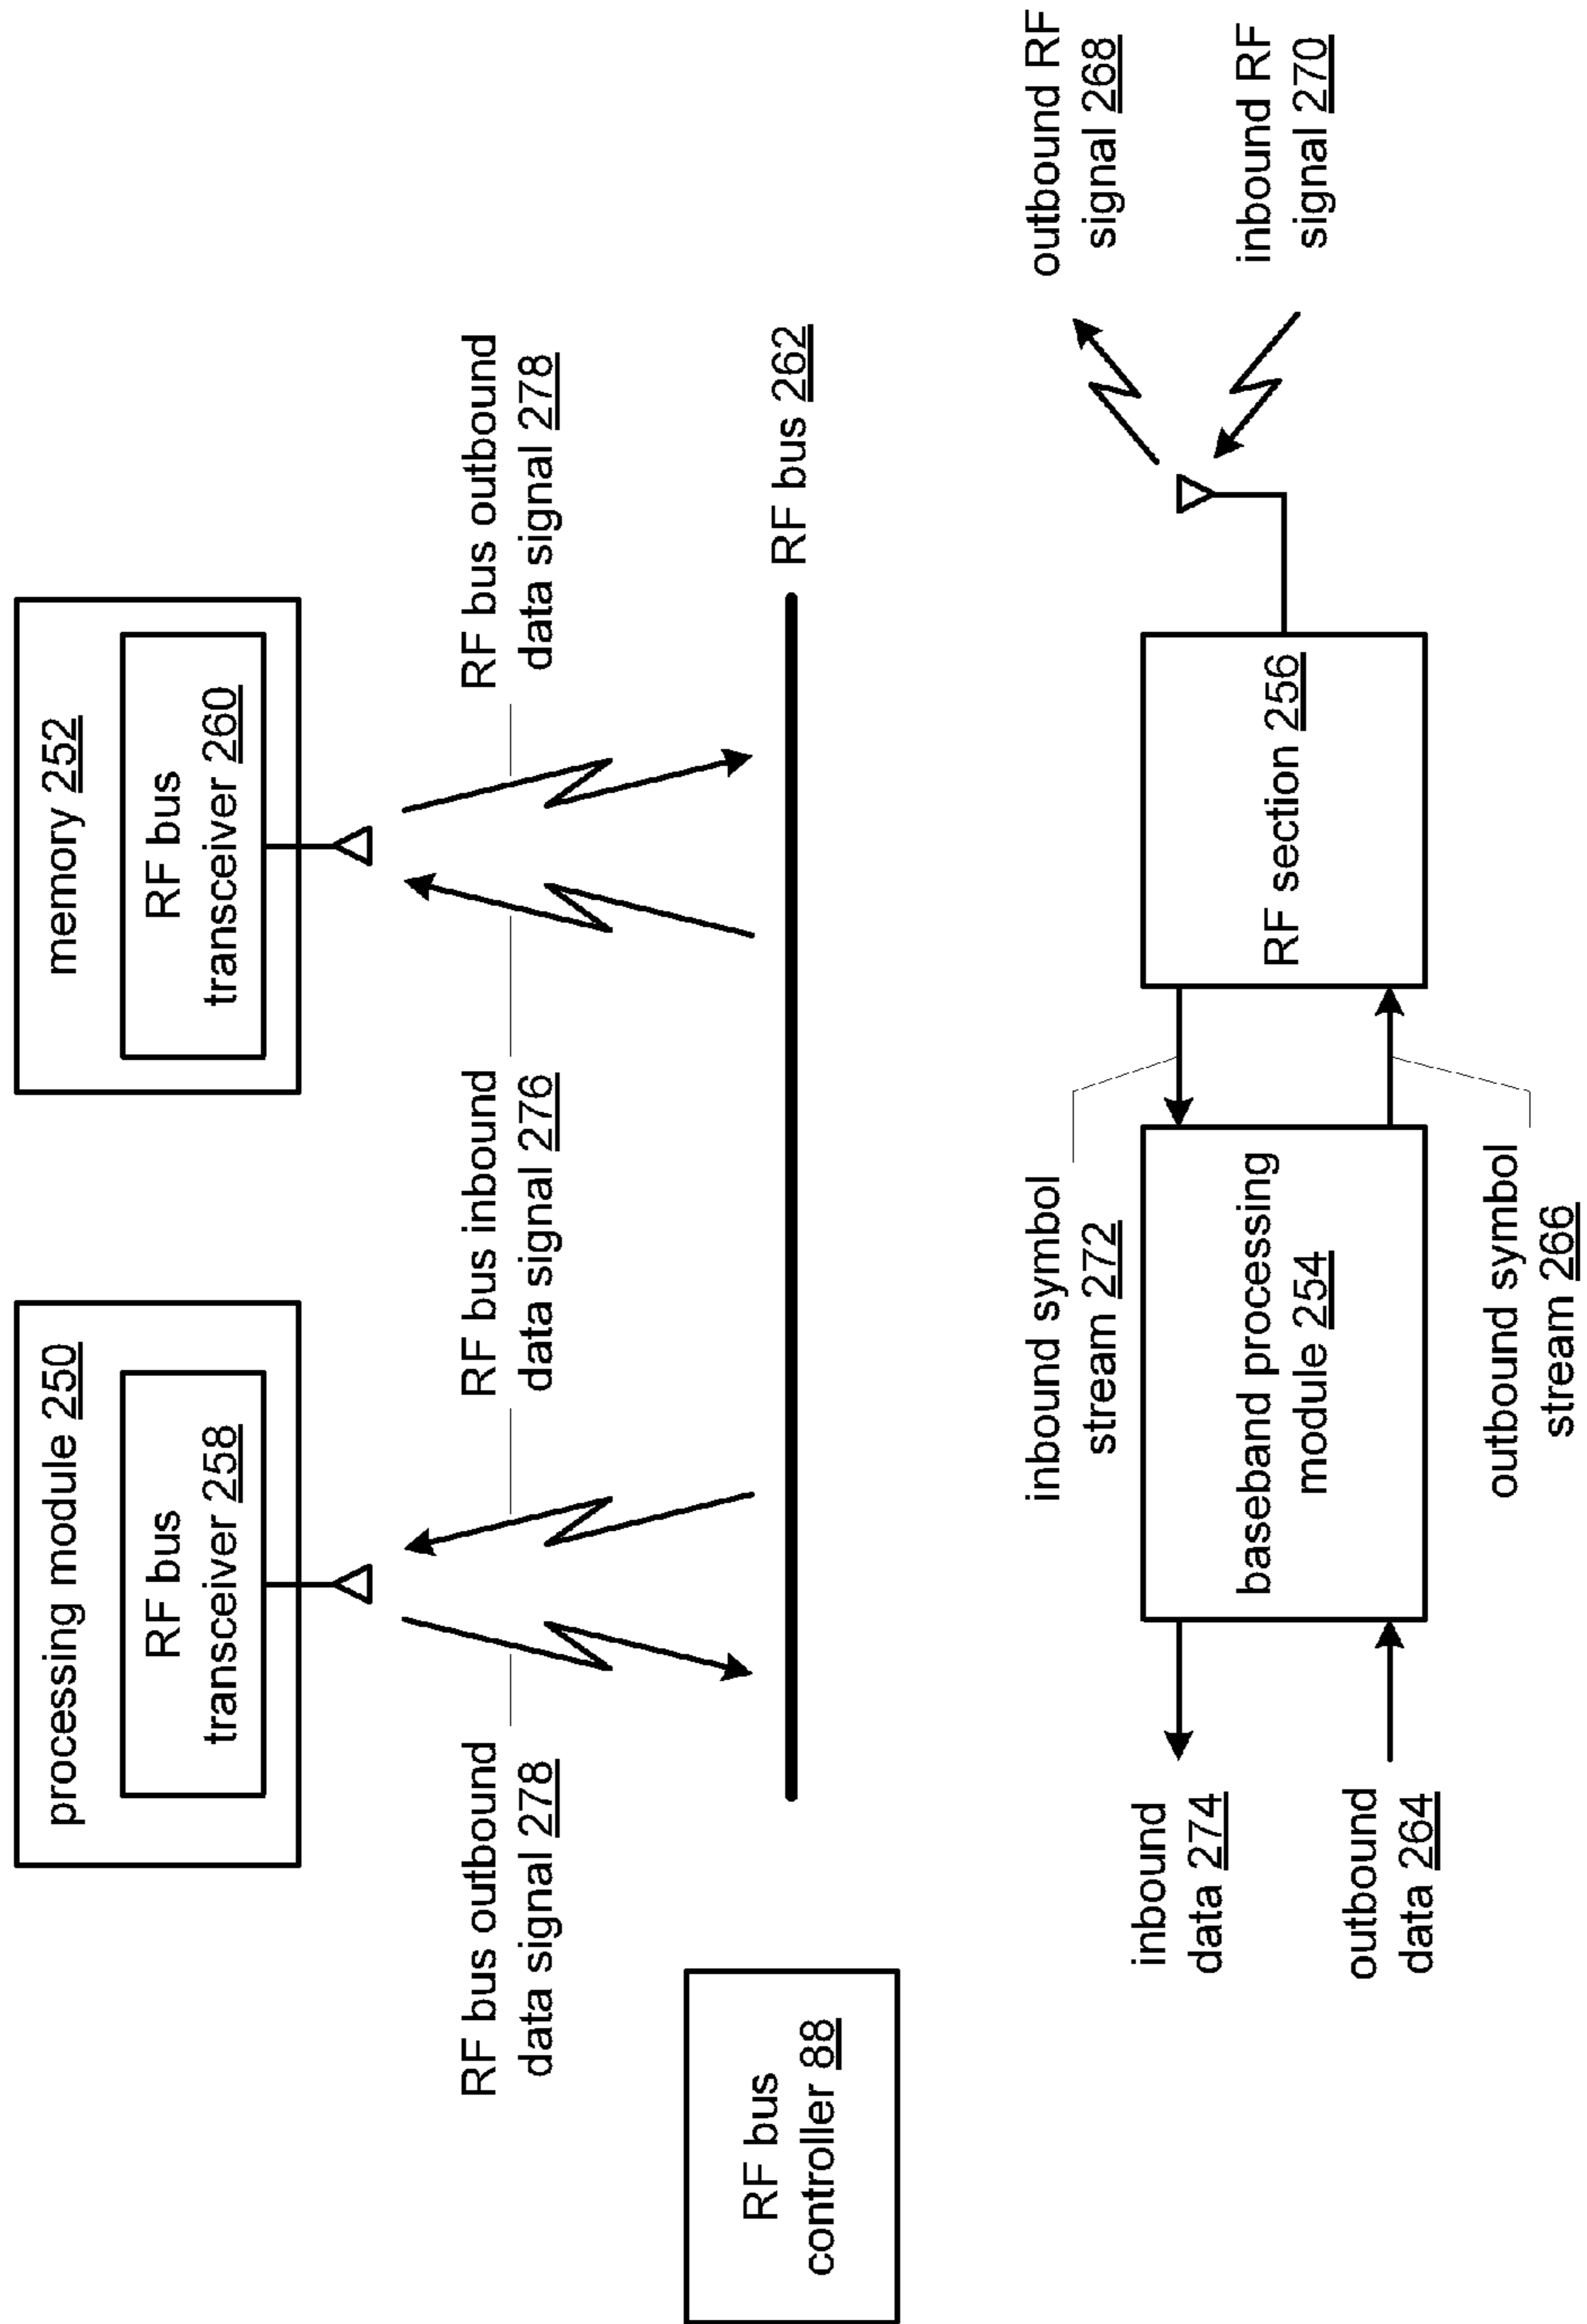 processing module 250
RF bus
transceiver 258
memory 252
RF bus
transceiver 260
RF bus outbound
data signal 278
RF bus inbound
data signal 276
RF bus outbound
data signal 278
RF bus
controller 88
RF bus 262
inbound symbol
stream 272
outbound RF
signal 268
inbound
data 274
baseband processing
module 254
RF section 256
inbound RF
signal 270
outbound
data 264
outbound symbol
stream 266